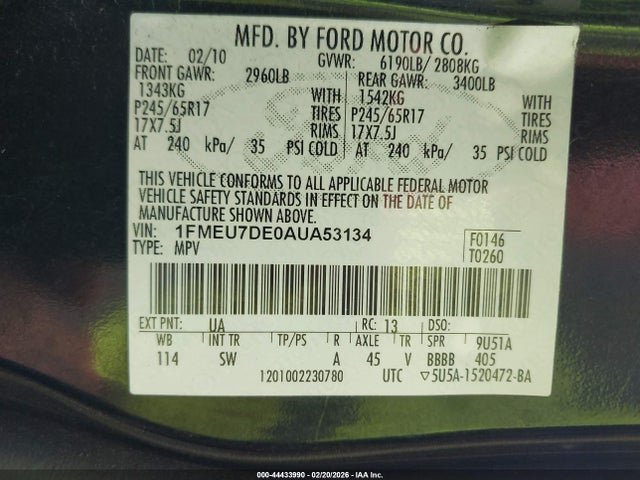 MFD. BY FORD MOTOR CO.
DATE: 02/10 GVWR: 6190LB/ 2808KG
FRONT GAWR: 2960LB REAR GAWR: 3400LB
1343KG WITH 1542KG WITH
P245/65R17 TIRES P245/65R17 TIRES
17X7.5J RIMS 17X7.5J RIMS
AT 240 kPa/ 35 PSI COLD AT 240 kPa/ 35 PSI COLD
THIS VEHICLE CONFORMS TO ALL APPLICABLE FEDERAL MOTOR
VEHICLE SAFETY STANDARDS IN EFFECT ON THE DATE OF
MANUFACTURE SHOWN ABOVE.
VIN: 1FMEU7DE0AUA53134 F0146
TYPE: MPV T0260
EXT PNT: UA RC: 13 DSO:
WB INT TR TP/PS R AXLE TR SPR 9U51A
114 SW A 45 V BBBB 405
1201002230780 UTC ▽5U5A-1520472-BA
Ford
000-44433990 - 02/20/2026 - IAA Inc.